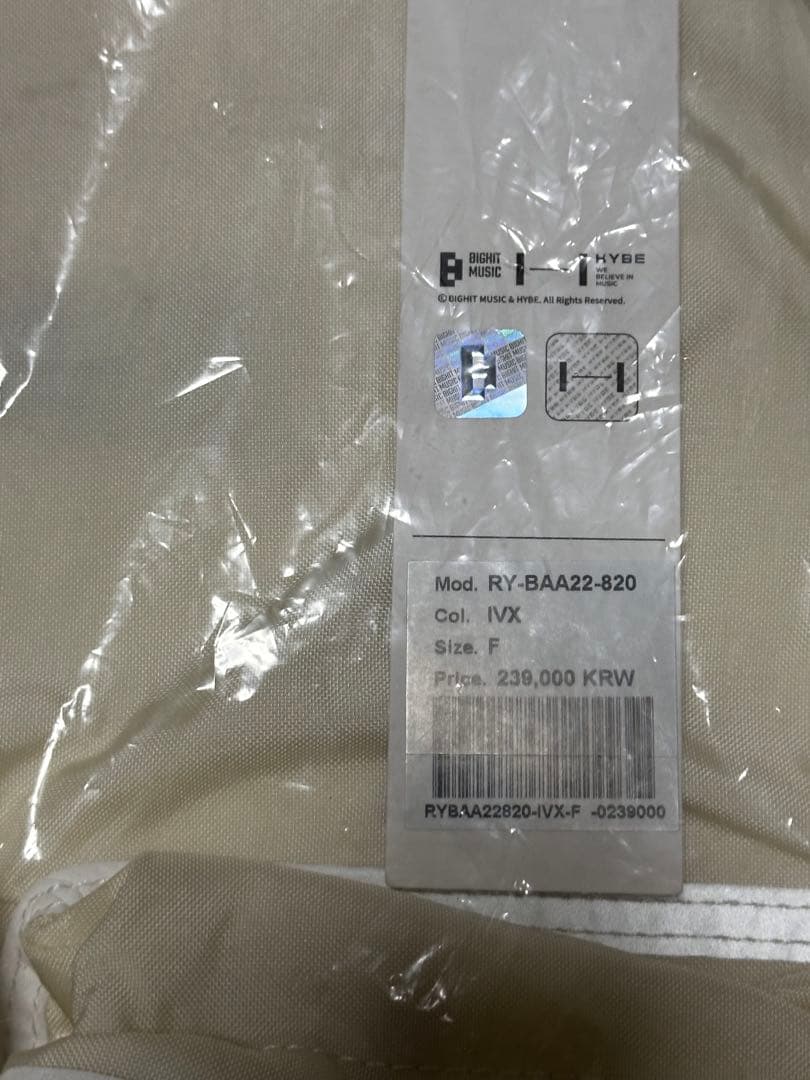 BIGHIT
MUSIC
HYBE
WE
BELIEVE IN
MUSIC
© BIGHIT MUSIC & HYBE. All Rights Reserved.
Mod. RY-BAA22-820
Col. IVX
Size. F
Price. 239,000 KRW
RYBAA22820-IVX-F -0239000